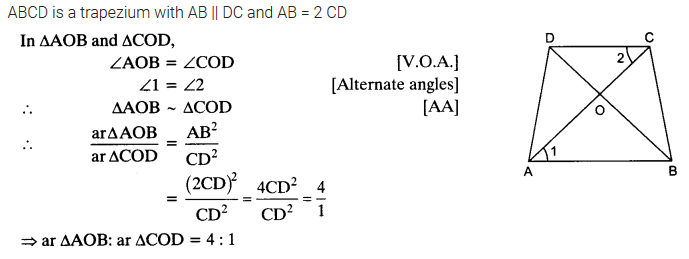 ABCD is a trapezium with AB || DC and AB = 2 CD
In ΔAOB and ΔCOD,
∠AOB = ∠COD [V.O.A.]
∠1 = ∠2 [Alternate angles]
∴ ΔAOB ~ ΔCOD [AA]
∴ arΔAOB / ar ΔCOD = AB² / CD²
= (2CD)² / CD² = 4CD² / CD² = 4 / 1
⇒ ar ΔAOB: ar ΔCOD = 4 : 1
D C
2
O
1
A B